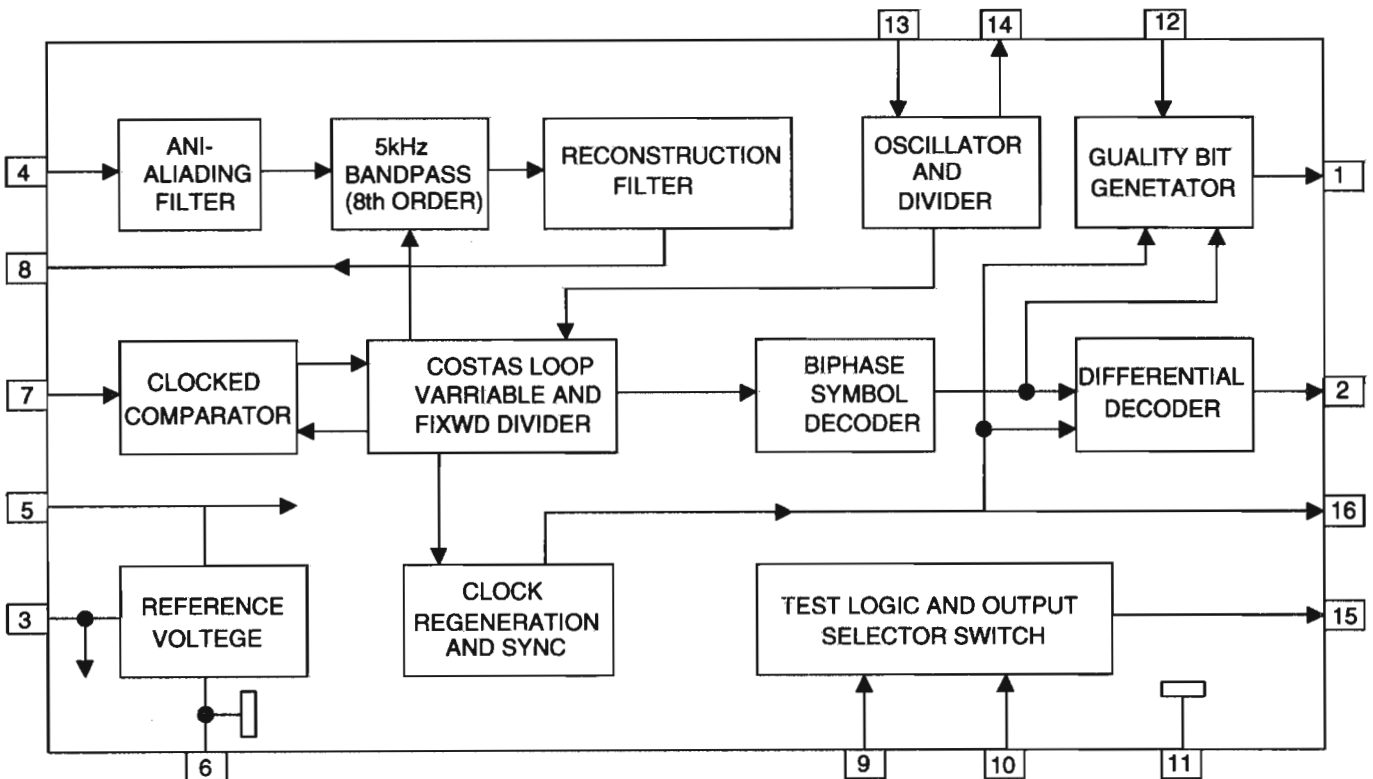 13
14
12
ANI-
ALIADING
FILTER
5kHz
BANDPASS
(8th ORDER)
RECONSTRUCTION
FILTER
OSCILLATOR
AND
DIVIDER
GUALITY BIT
GENETATOR
4
1
8
7
CLOCKED
COMPARATOR
COSTAS LOOP
VARRIABLE AND
FIXWD DIVIDER
BIPHASE
SYMBOL
DECODER
DIFFERENTIAL
DECODER
2
5
16
3
REFERENCE
VOLTEGE
CLOCK
REGENERATION
AND SYNC
TEST LOGIC AND OUTPUT
SELECTOR SWITCH
15
6
9
10
11